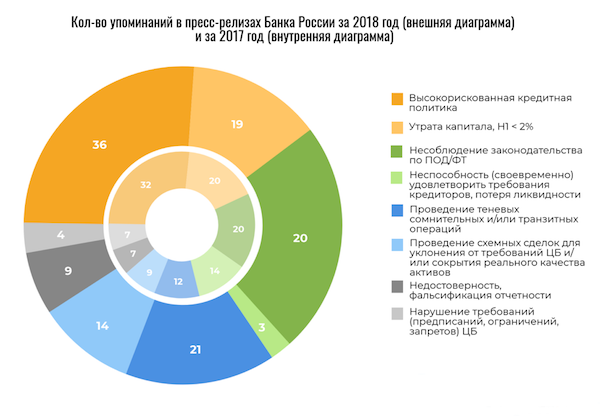 Кол-во упоминаний в пресс-релизах Банка России за 2018 год (внешняя диаграмма)
и за 2017 год (внутренняя диаграмма)
36
19
20
3
21
14
9
4
32
20
20
14
12
9
7
7
Высокорискованная кредитная
политика
Утрата капитала, Н1 < 2%
Несоблюдение законодательства
по ПОД/ФТ
Неспособность (своевременно)
удовлетворить требования
кредиторов, потеря ликвидности
Проведение теневых
сомнительных и/или транзитных
операций
Проведение схемных сделок для
уклонения от требований ЦБ и/
или сокрытия реального качества
активов
Недостоверность,
фальсификация отчетности
Нарушение требований
(предписаний, ограничений,
запретов) ЦБ